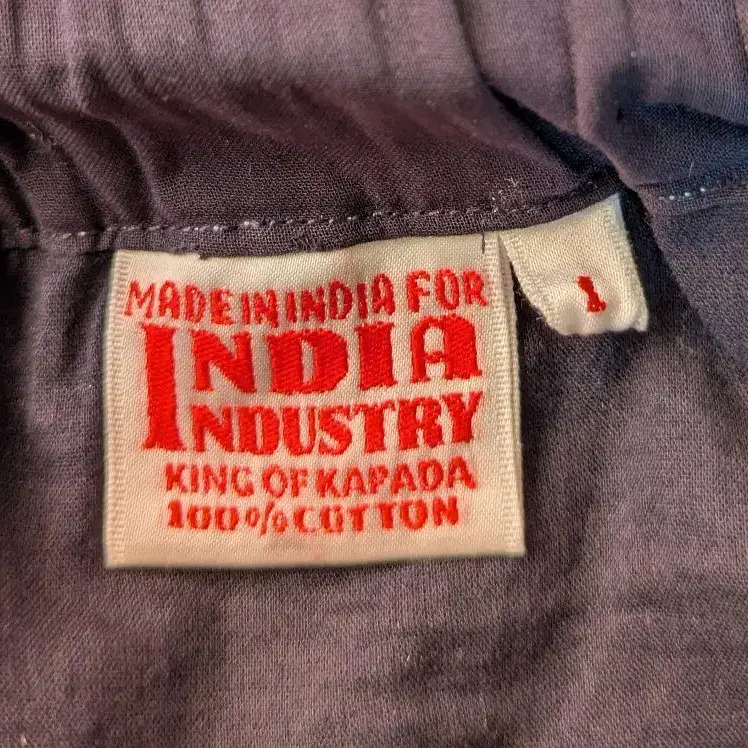 MADE IN INDIA FOR
INDIA
INDUSTRY
KING OF KAPADA
100% COTTON
1